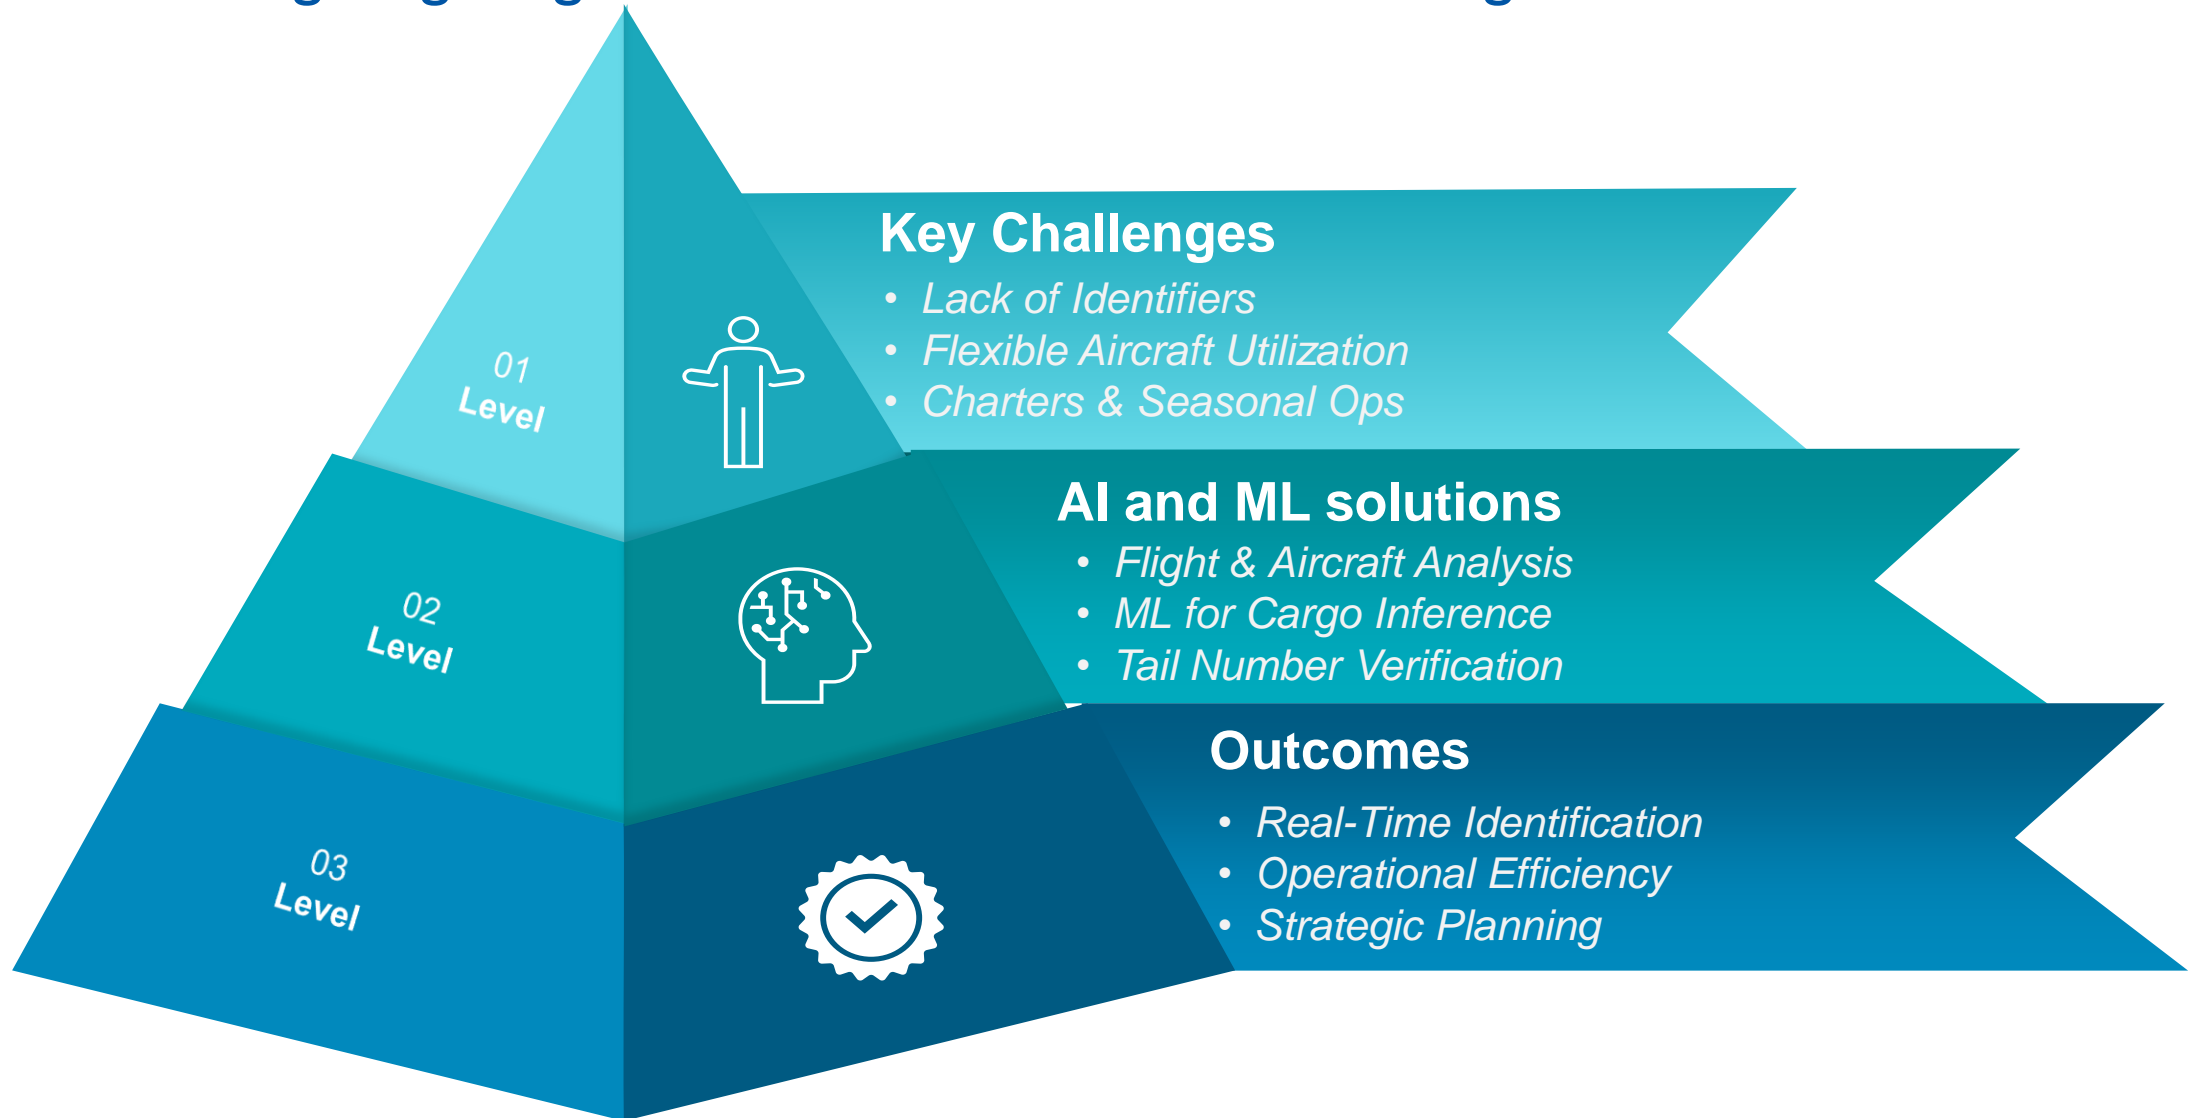 01
Level
Key Challenges
• Lack of Identifiers
• Flexible Aircraft Utilization
• Charters & Seasonal Ops
02
Level
AI and ML solutions
• Flight & Aircraft Analysis
• ML for Cargo Inference
• Tail Number Verification
03
Level
Outcomes
• Real-Time Identification
• Operational Efficiency
• Strategic Planning